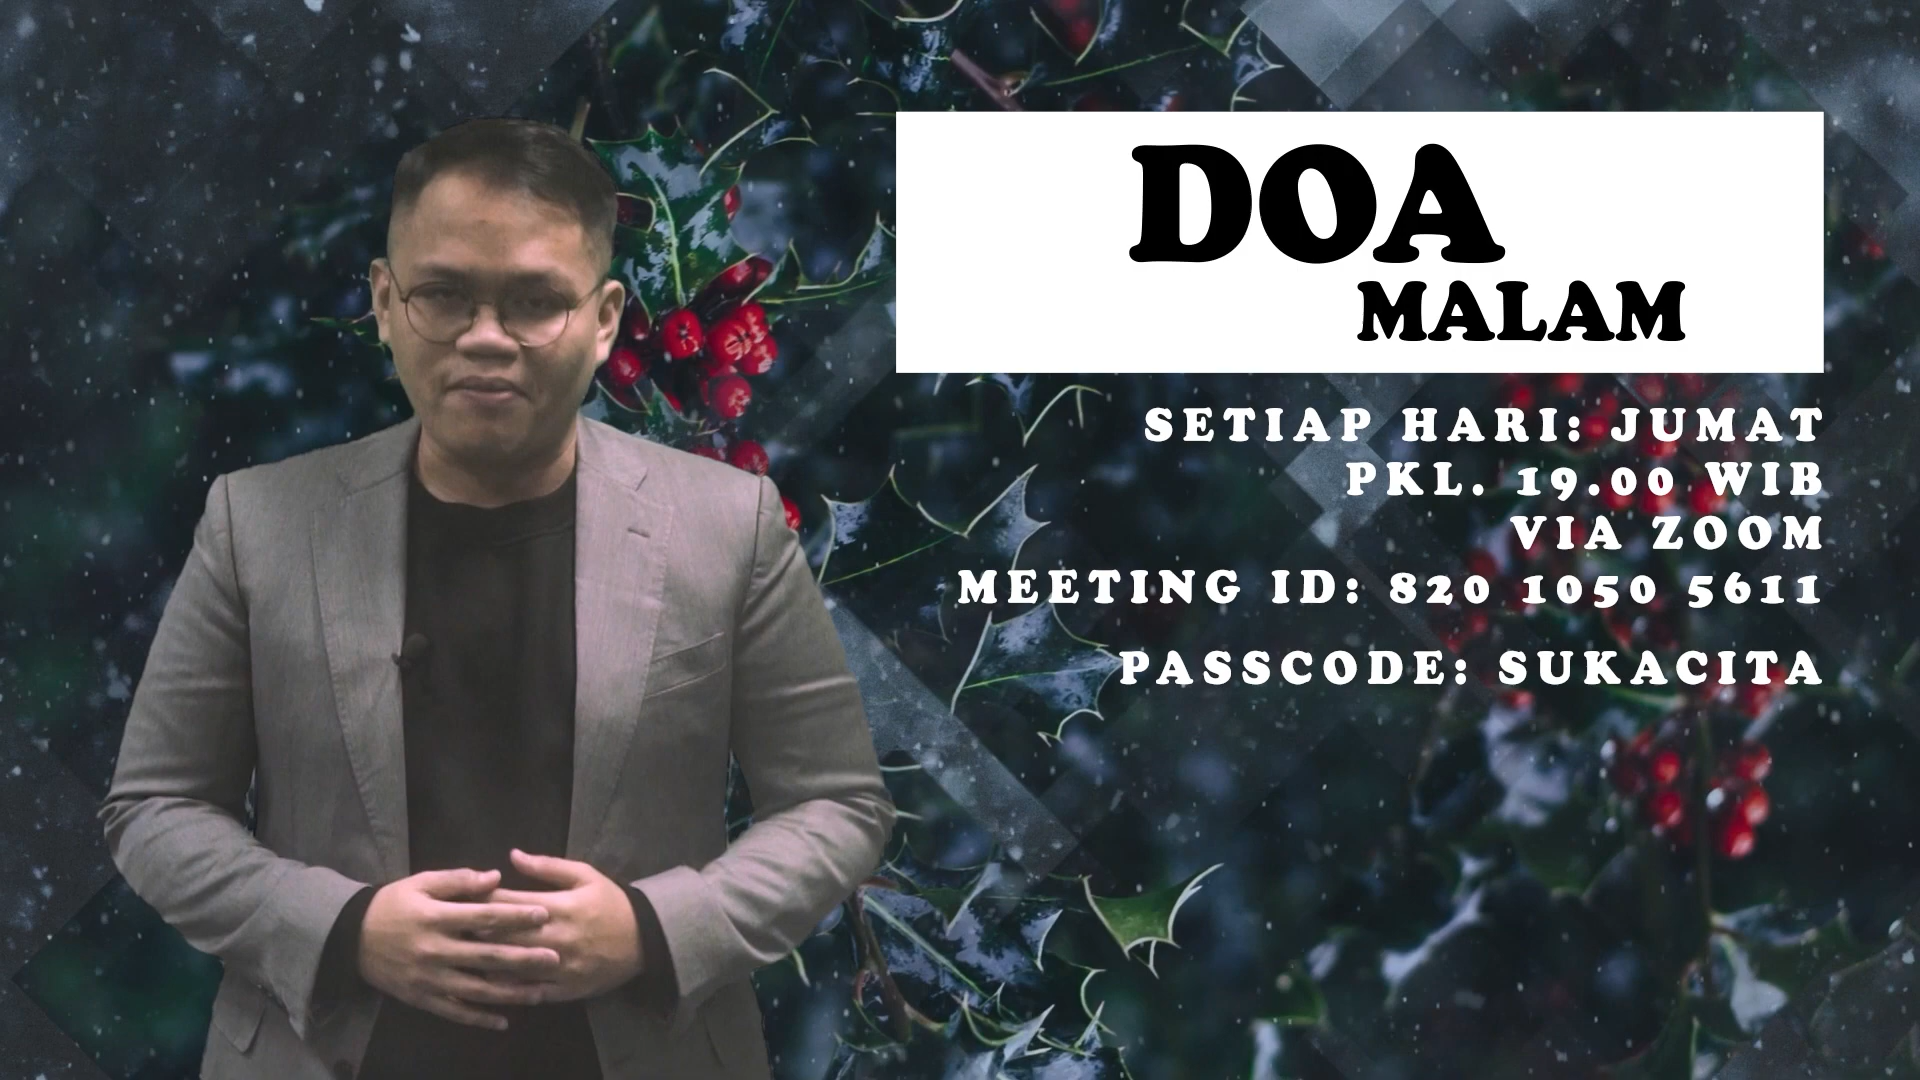 DOA
MALAM
SETIAP HARI: JUMAT
PKL. 19.00 WIB
VIA ZOOM
MEETING ID: 820 1050 5611
PASSCODE: SUKACITA